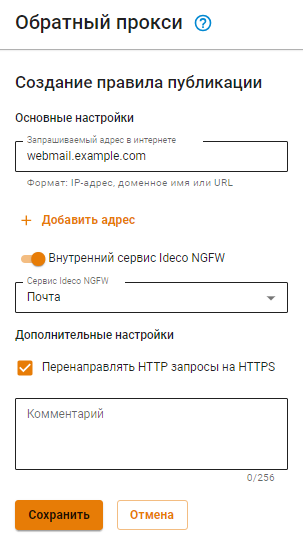 Обратный прокси ?
Создание правила публикации
Основные настройки
Запрашиваемый адрес в интернете
webmail.example.com
Формат: IP-адрес, доменное имя или URL
+ Добавить адрес
Внутренний сервис Ideco NGFW
Сервис Ideco NGFW
Почта
Дополнительные настройки
Перенаправлять HTTP запросы на HTTPS
Комментарий
0/256
Сохранить Отмена